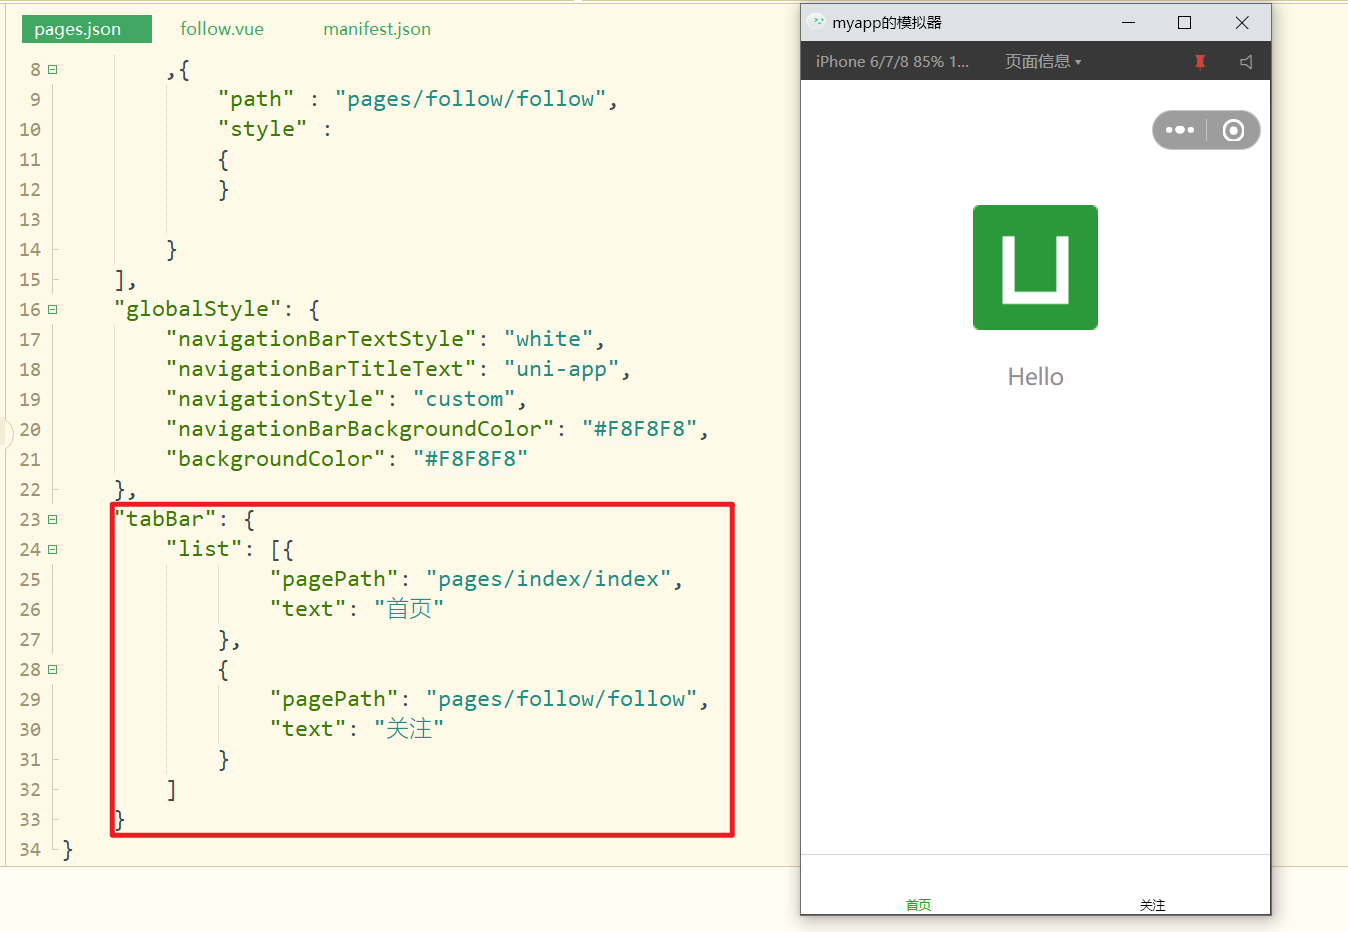 pages.json follow.vue manifest.json
8 ,{
9 "path" : "pages/follow/follow",
10 "style" :
11 {
12 }
13
14 }
15 ],
16 "globalStyle": {
17 "navigationBarTextStyle": "white",
18 "navigationBarTitleText": "uni-app",
19 "navigationStyle": "custom",
20 "navigationBarBackgroundColor": "#F8F8F8",
21 "backgroundColor": "#F8F8F8"
22 },
23 "tabBar": {
24 "list": [{
25 "pagePath": "pages/index/index",
26 "text": "首页"
27 },
28 {
29 "pagePath": "pages/follow/follow",
30 "text": "关注"
31 }
32 ]
33 }
34 }
myapp的模拟器
iPhone 6/7/8 85% 1... 页面信息
Hello
首页 关注